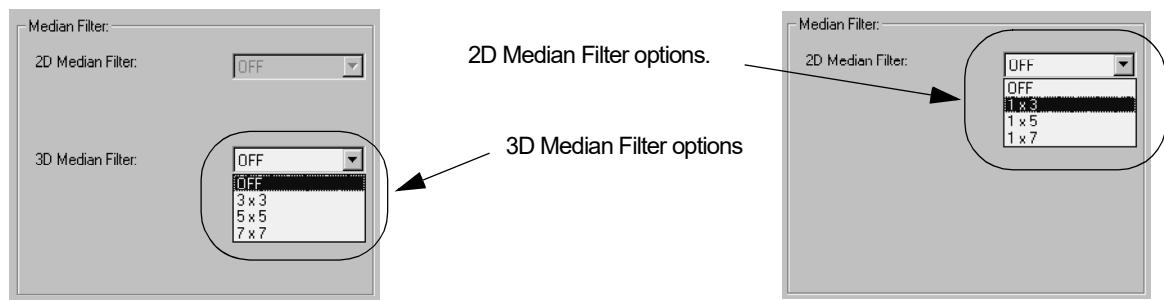 Median Filter:
2D Median Filter:
OFF
3D Median Filter:
OFF
OFF
3 x 3
5 x 5
7 x 7
2D Median Filter options.
3D Median Filter options
Median Filter:
2D Median Filter:
OFF
OFF
1 x 3
1 x 5
1 x 7